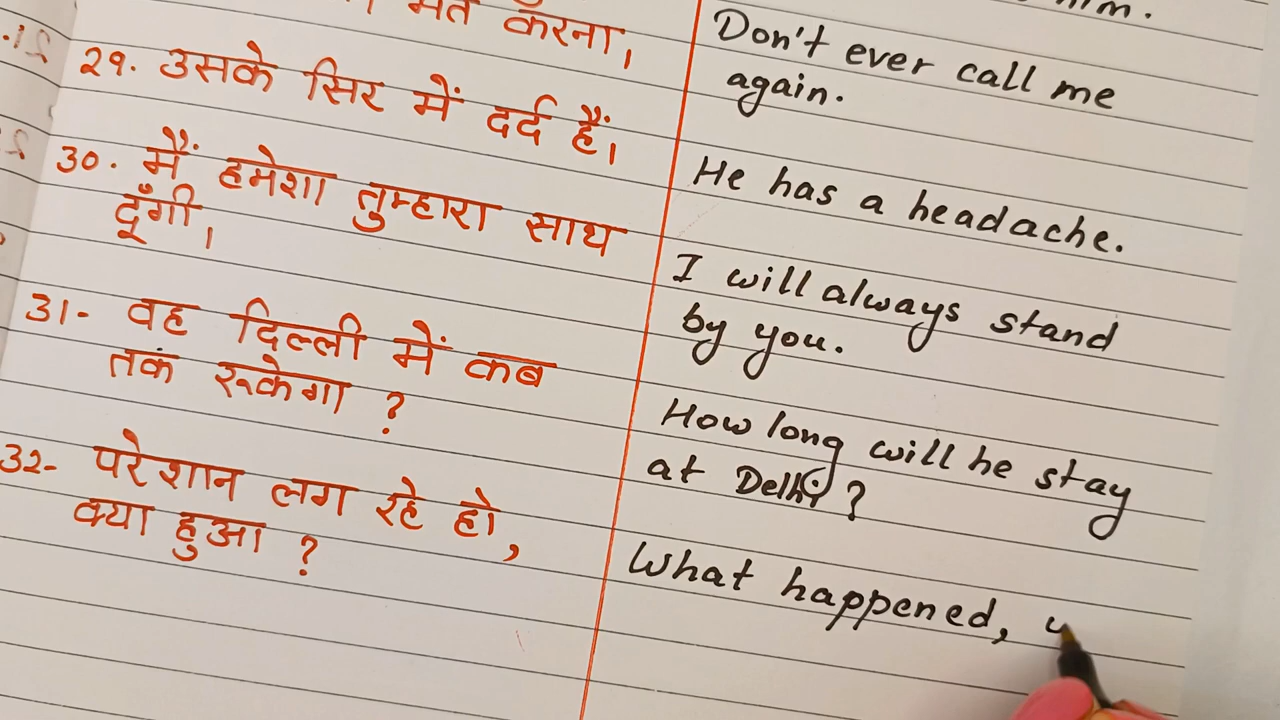 मत करना।
him.
Don't ever call me
again.
29. उसके सिर में दर्द हैं।
He has a headache.
30. मैं हमेशा तुम्हारा साथ
दूँगी।
I will always stand
by you.
31- वह दिल्ली में कब
तक रूकेगा ?
How long will he stay
at Delhi ?
32- परेशान लग रहे हो,
क्या हुआ ?
What happened,